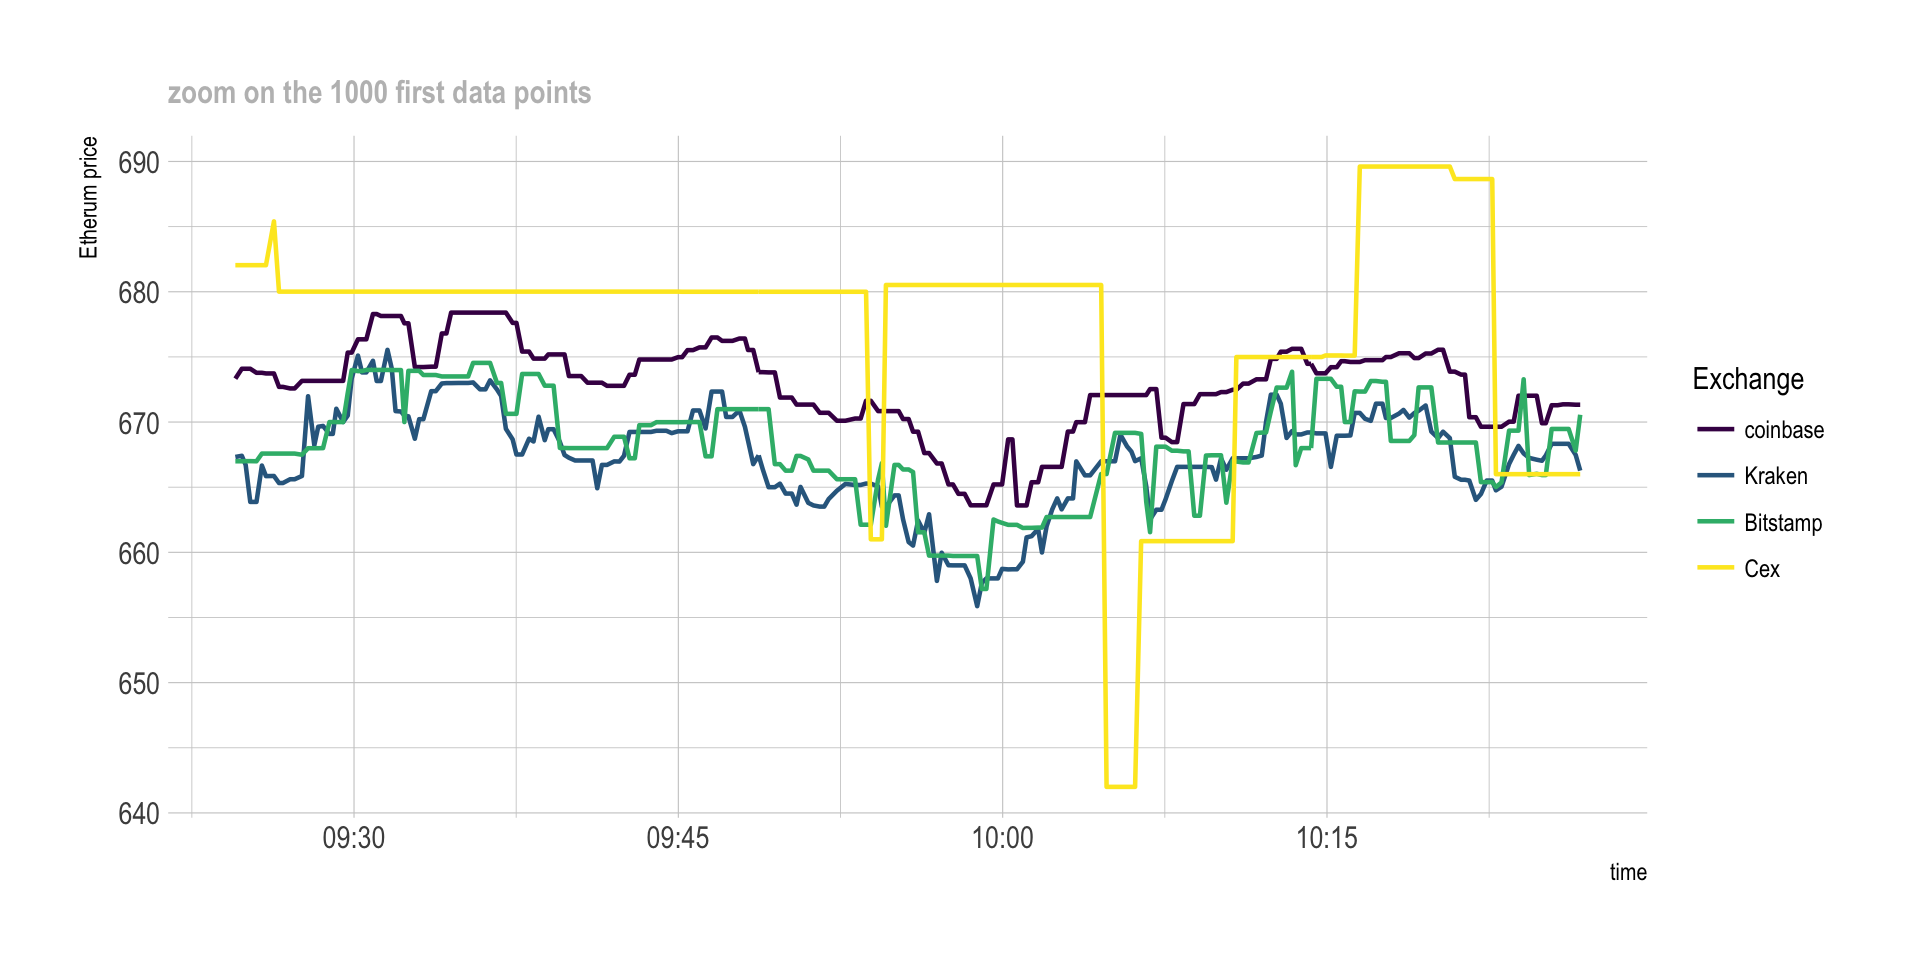 zoom on the 1000 first data points
Etherum price
690
680
670
660
650
640
09:30
09:45
10:00
10:15
time
Exchange
coinbase
Kraken
Bitstamp
Cex